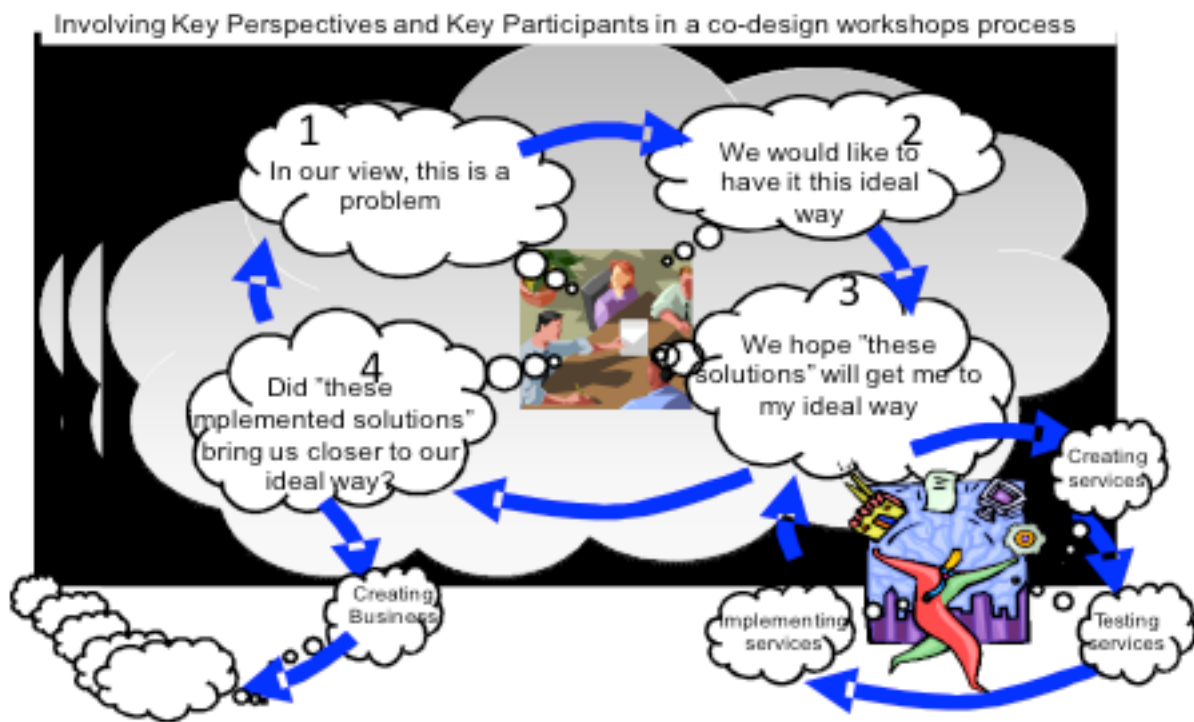 Involving Key Perspectives and Key Participants in a co-design workshops process
1
In our view, this is a
problem
2
We would like to
have it this ideal
way
3
We hope "these
solutions" will get me to
my ideal way
4
Did "these
implemented solutions"
bring us closer to our
ideal way?
Creating
services
Testing
services
Implementing
services
Creating
Business